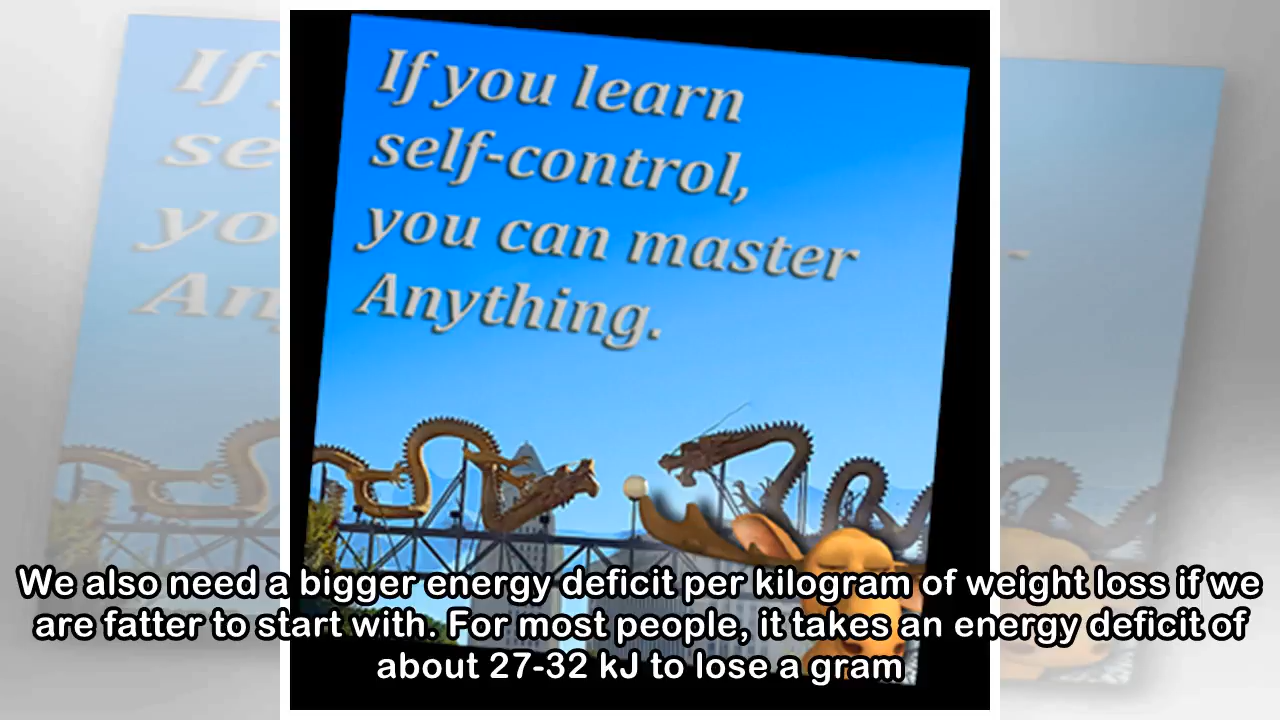 If you learn
self-control,
you can master
Anything.
We also need a bigger energy deficit per kilogram of weight loss if we
are fatter to start with. For most people, it takes an energy deficit of
about 27-32 kJ to lose a gram